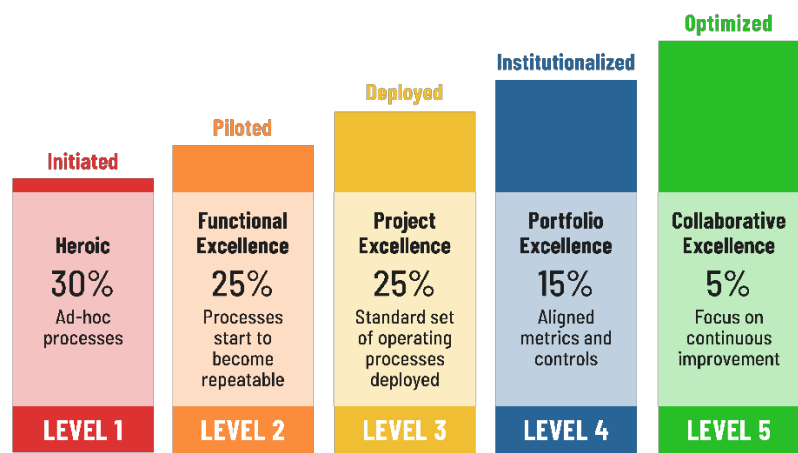 Initiated
Heroic
30%
Ad-hoc
processes
LEVEL 1
Piloted
Functional
Excellence
25%
Processes
start to
become
repeatable
LEVEL 2
Deployed
Project
Excellence
25%
Standard set
of operating
processes
deployed
LEVEL 3
Institutionalized
Portfolio
Excellence
15%
Aligned
metrics and
controls
LEVEL 4
Optimized
Collaborative
Excellence
5%
Focus on
continuous
improvement
LEVEL 5